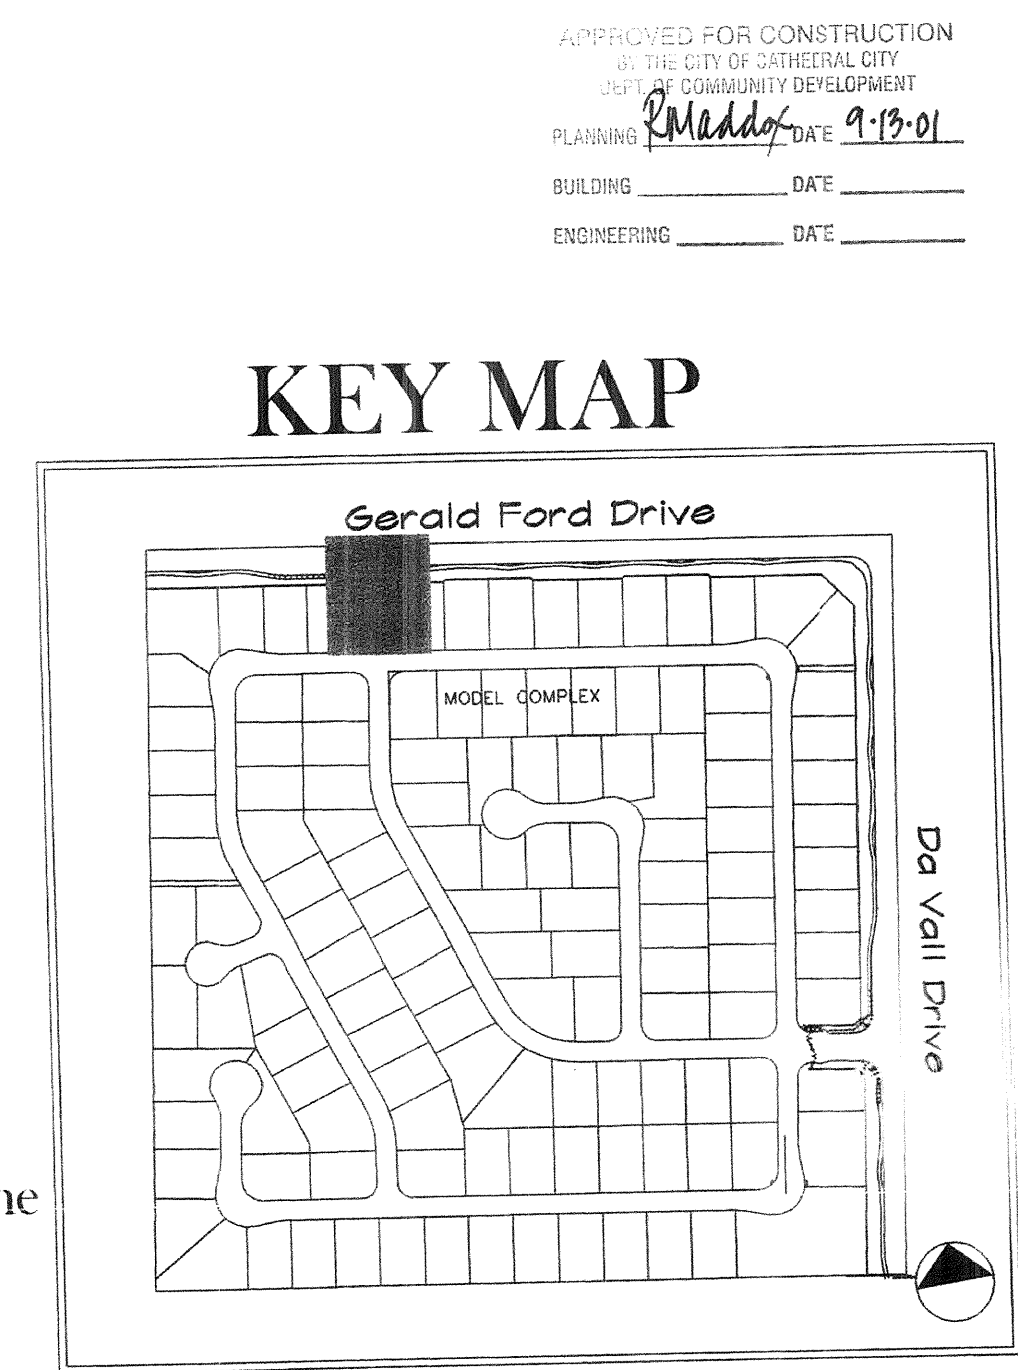 APPROVED FOR CONSTRUCTION
BY THE CITY OF CATHEDRAL CITY
DEPT. OF COMMUNITY DEVELOPMENT
PLANNING RMaddox DATE 9·13·01
BUILDING DATE
ENGINEERING DATE
KEY MAP
Gerald Ford Drive
MODEL COMPLEX
Da Vall Drive